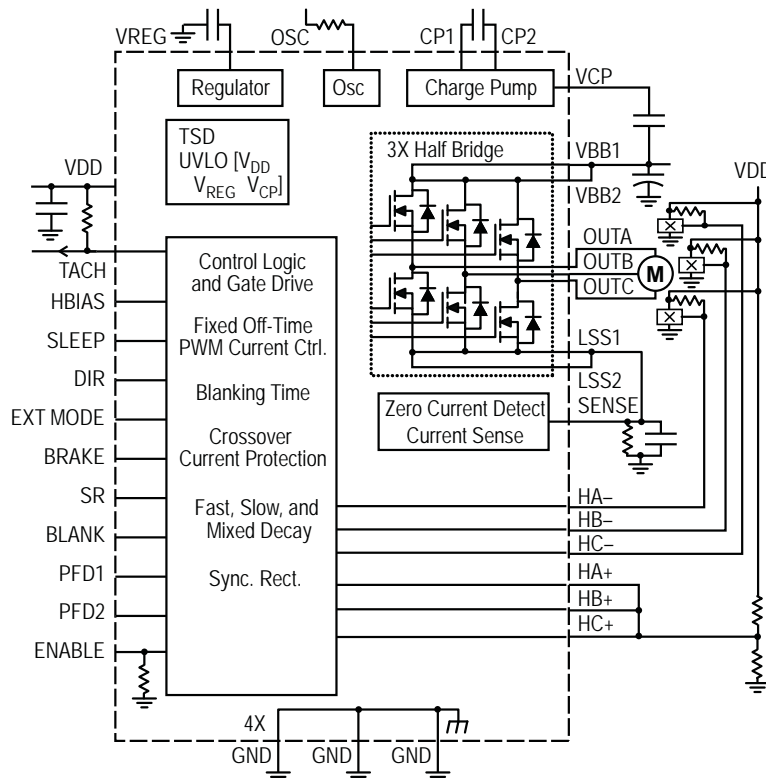 VREG
OSC
CP1
CP2
Regulator
Osc
Charge Pump
VCP
TSD
UVLO [VDD
VREG VCP]
3X Half Bridge
VBB1
VBB2
VDD
VDD
TACH
OUTA
OUTB
OUTC
M
Control Logic
and Gate Drive
Fixed Off-Time
PWM Current Ctrl.
Blanking Time
Crossover
Current Protection
Fast, Slow, and
Mixed Decay
Sync. Rect.
HBIAS
SLEEP
DIR
EXT MODE
BRAKE
SR
BLANK
PFD1
PFD2
ENABLE
LSS1
LSS2
SENSE
Zero Current Detect
Current Sense
HA–
HB–
HC–
HA+
HB+
HC+
4X
GND
GND
GND